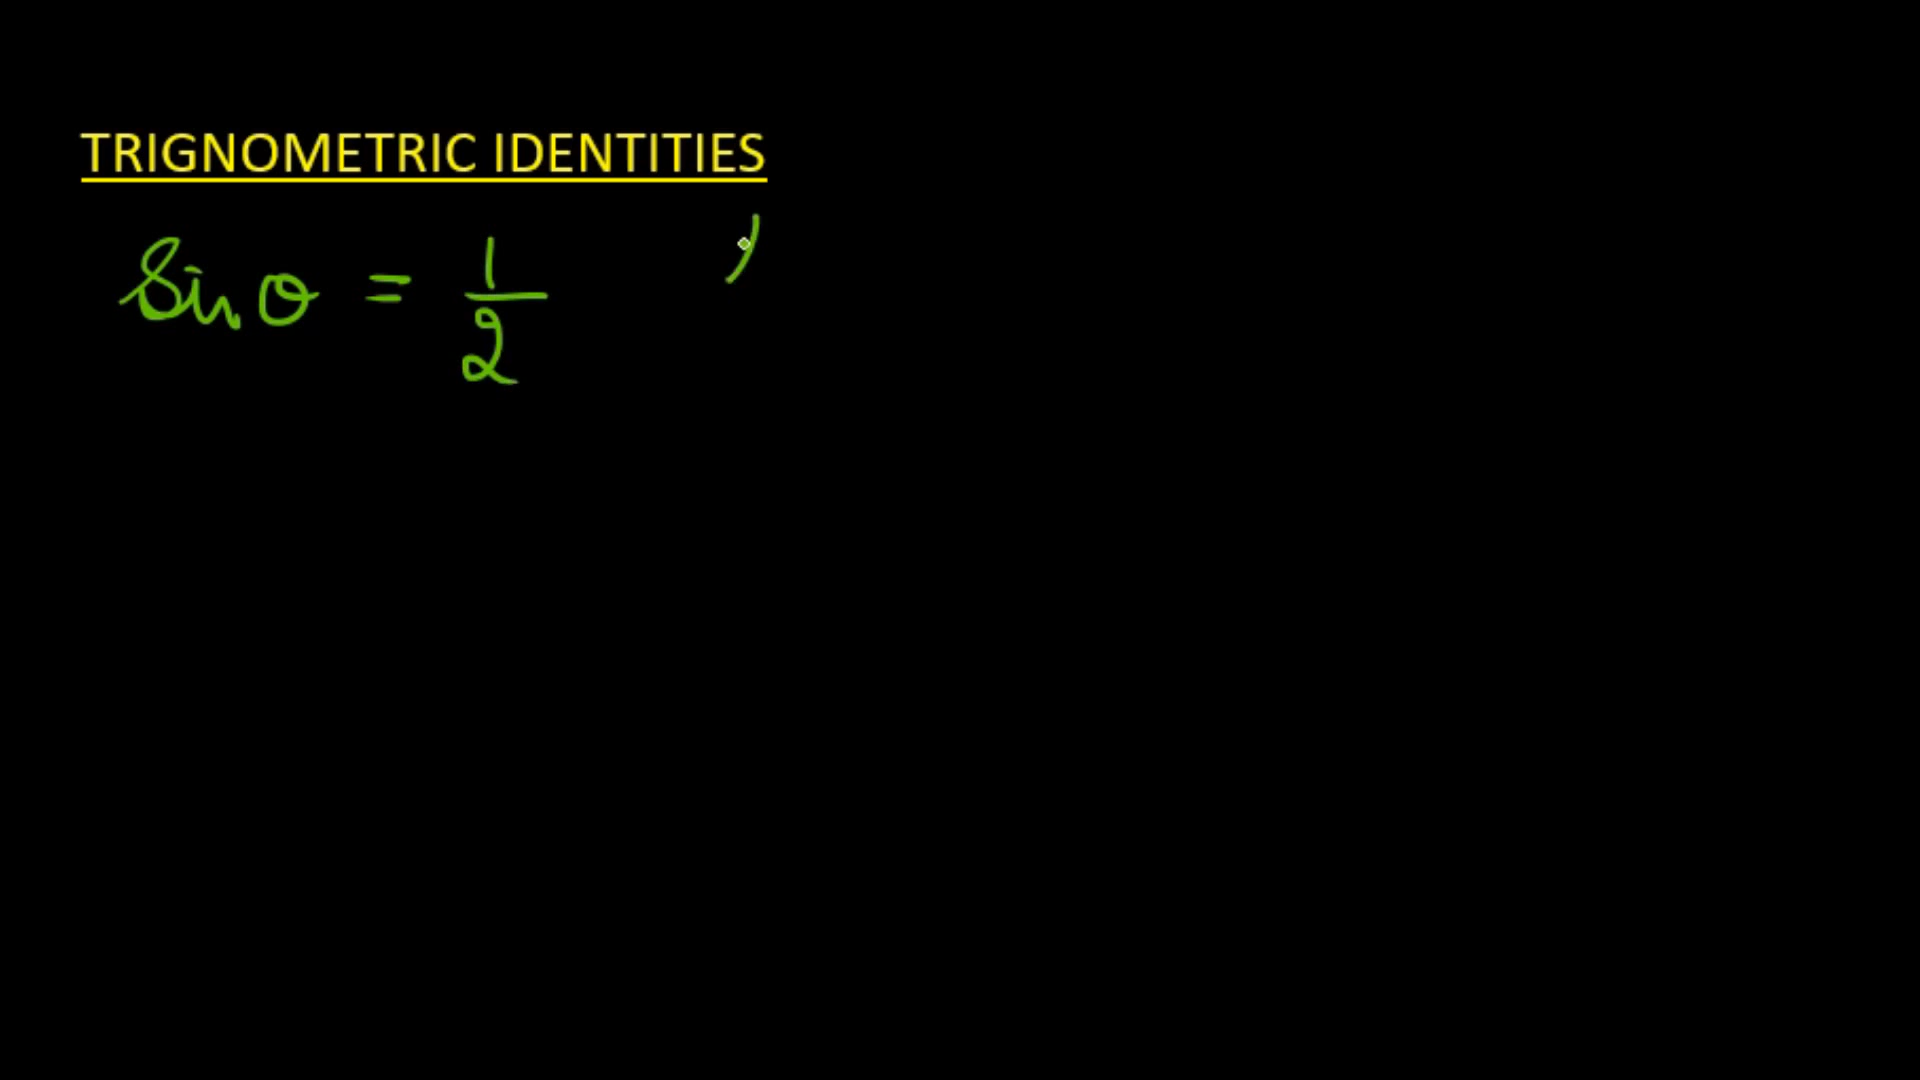 TRIGNOMETRIC IDENTITIES
Sin θ = 1/2 ,